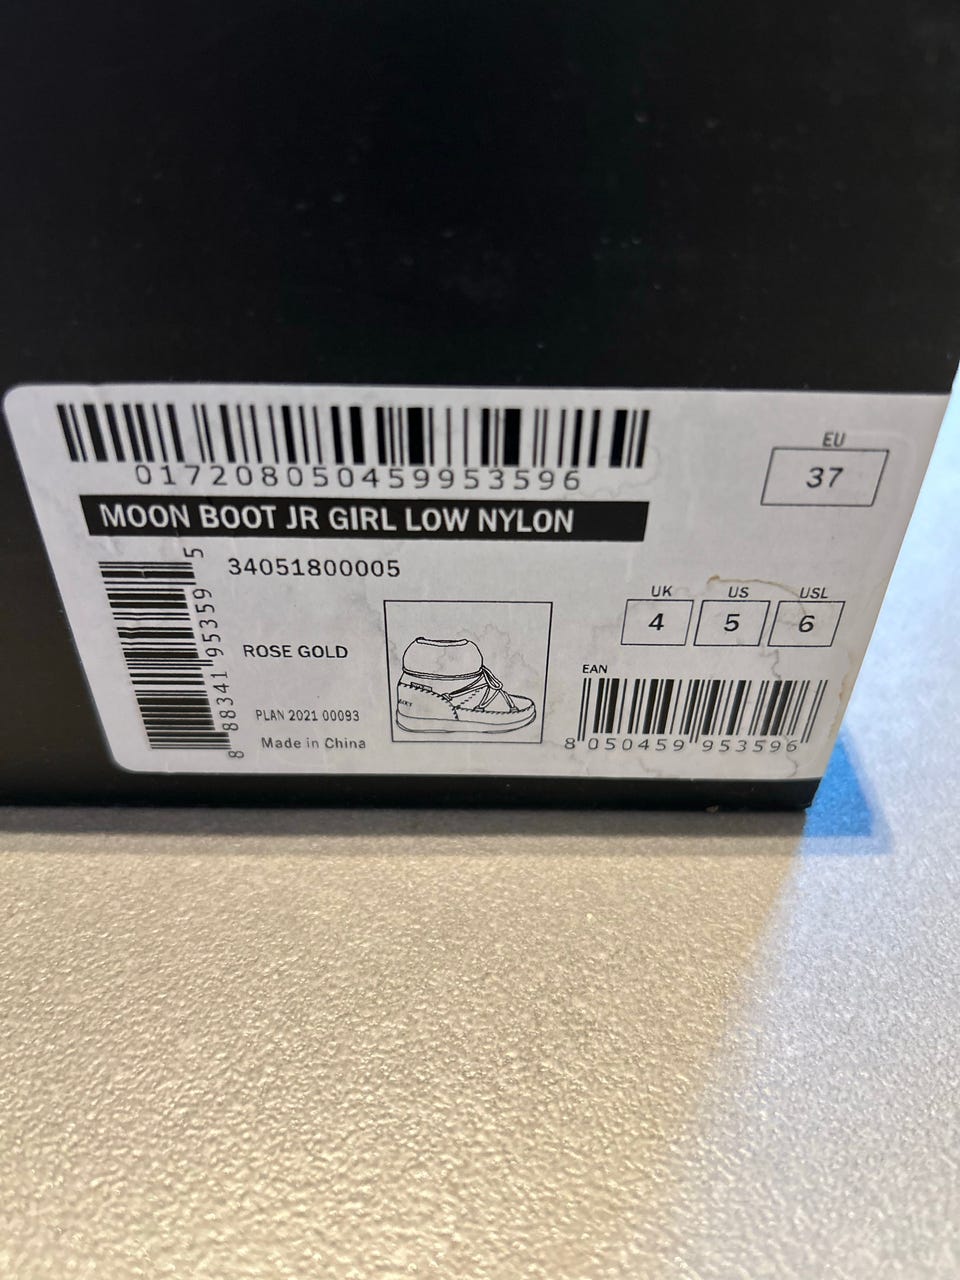 01720805045995​3596
EU
37
MOON BOOT JR GIRL LOW NYLON
34051800005
UK US USL
4 5 6
ROSE GOLD
EAN
PLAN 2021 00093
Made in China
8 050459 953596
8 88341 95359 5